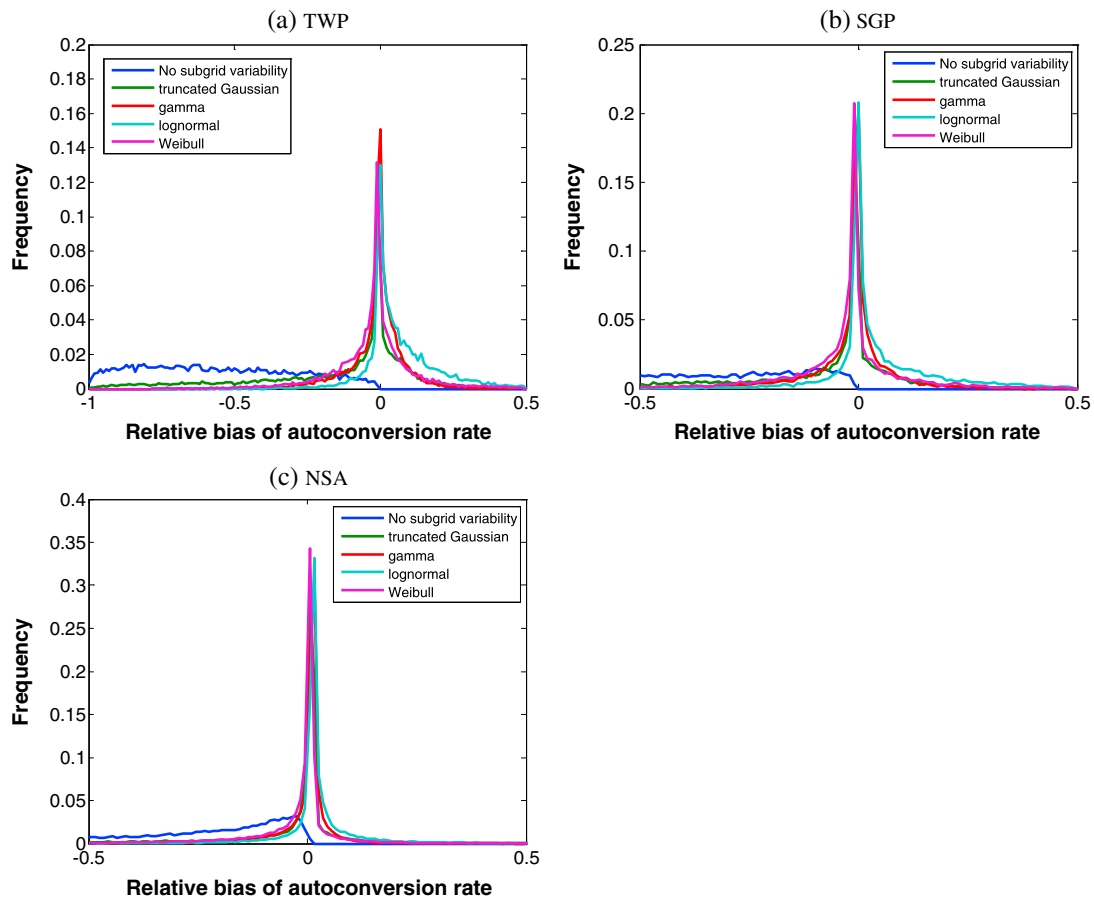 (a) TWP
0.2
0.18
0.16
0.14
0.12
0.1
0.08
0.06
0.04
0.02
0
-1
-0.5
0
0.5
Frequency
Relative bias of autoconversion rate
No subgrid variability
truncated Gaussian
gamma
lognormal
Weibull
(b) SGP
0.25
0.2
0.15
0.1
0.05
0
-0.5
0
0.5
Frequency
Relative bias of autoconversion rate
No subgrid variability
truncated Gaussian
gamma
lognormal
Weibull
(c) NSA
0.4
0.35
0.3
0.25
0.2
0.15
0.1
0.05
0
-0.5
0
0.5
Frequency
Relative bias of autoconversion rate
No subgrid variability
truncated Gaussian
gamma
lognormal
Weibull